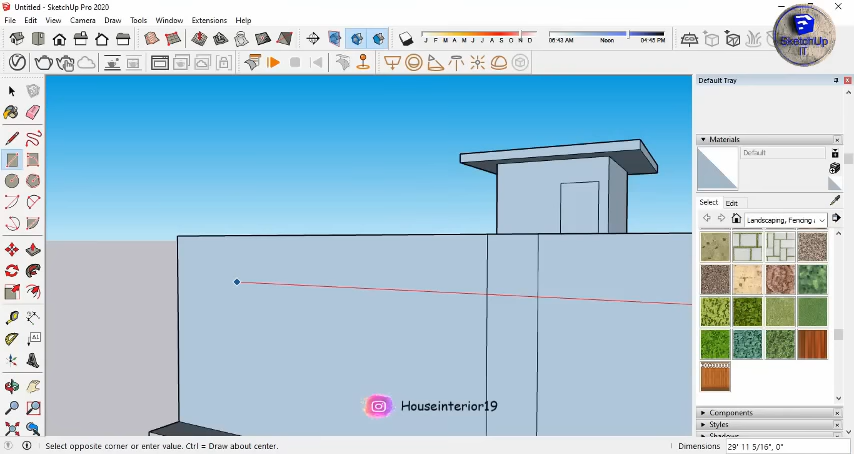 Untitled - SketchUp Pro 2020
File Edit View Camera Draw Tools Window Extensions Help
J F M A M J J A S O N D
06:43 AM Noon 04:45 PM
SketchUp
IT
Default Tray
Materials
Default
Select Edit
Landscaping, Fencing a
A1
Houseinterior19
Components
Styles
Shadows
Select opposite corner or enter value. Ctrl = Draw about center.
Dimensions 29' 11 5/16", 0"